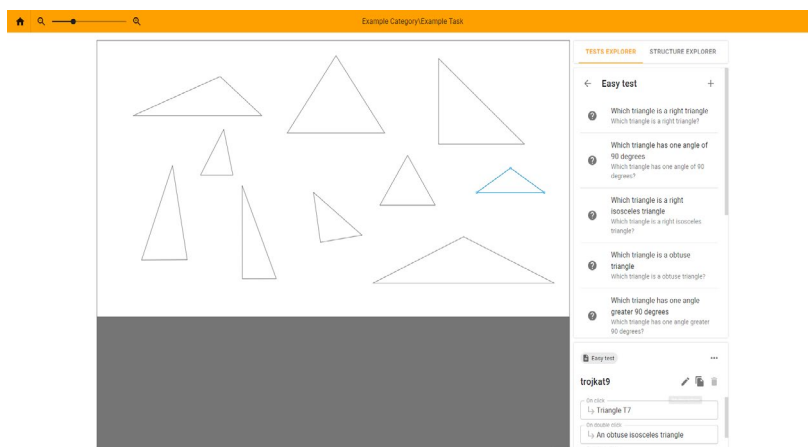 Example Category\Example Task
TESTS EXPLORER STRUCTURE EXPLORER
Easy test
Which triangle is a right triangle
Which triangle is a right triangle?
Which triangle has one angle of
90 degrees
Which triangle has one angle of 90
degrees?
Which triangle is a right
isosceles triangle
Which triangle is a right isosceles
triangle?
Which triangle is a obtuse
triangle
Which triangle is a obtuse triangle?
Which triangle has one angle
greater 90 degrees
Which triangle has one angle greater
90 degrees?
Easy test
trojkat9
On click
Triangle T7
On double click
An obtuse isosceles triangle